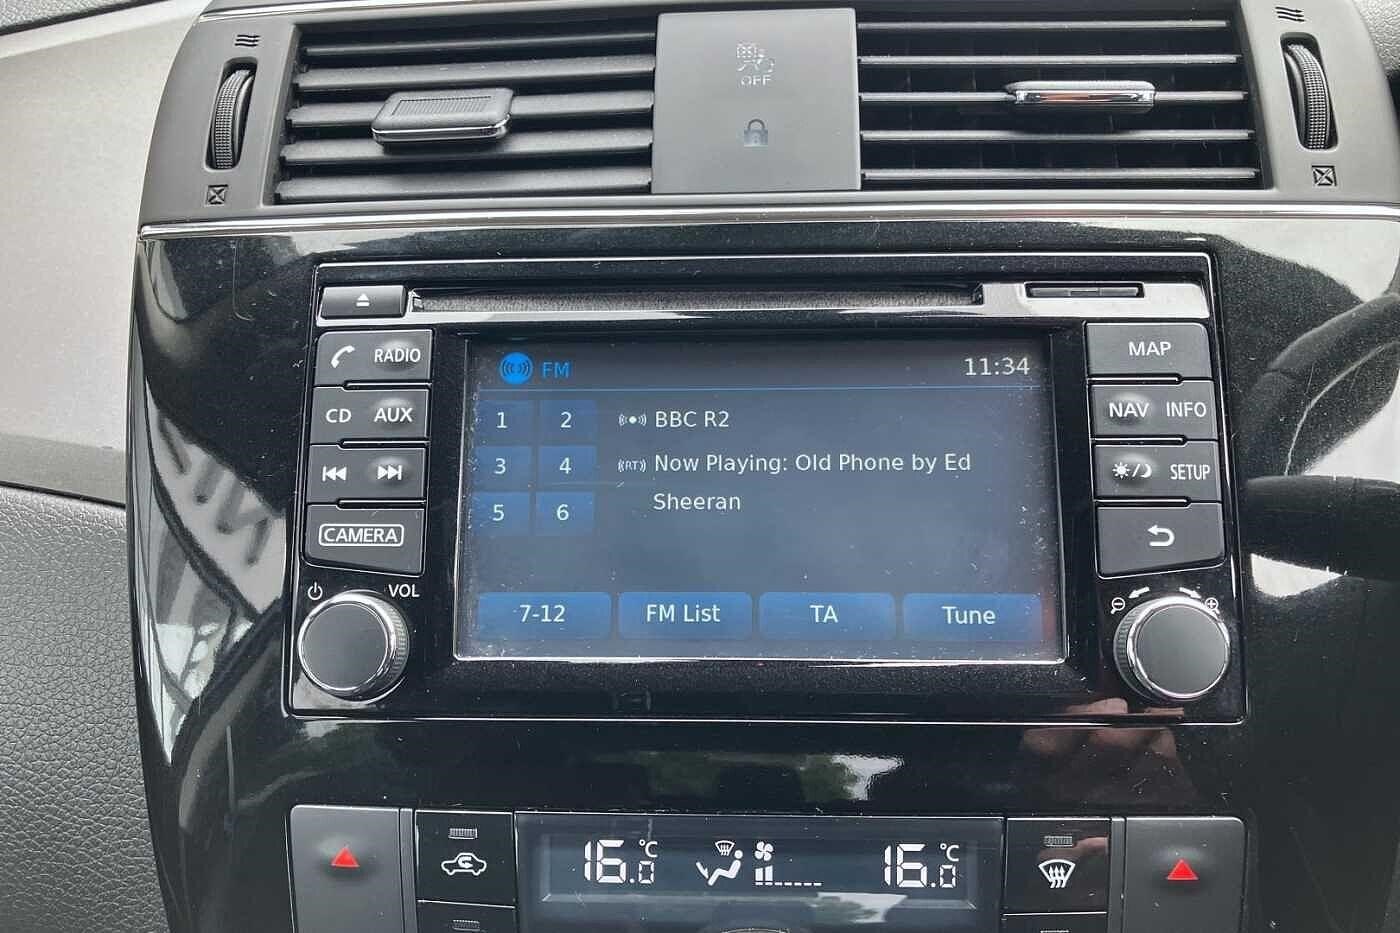 OFF
RADIO
CD AUX
CAMERA
VOL
FM 11:34
1 2 BBC R2
3 4 RT Now Playing: Old Phone by Ed
Sheeran
5 6
7-12 FM List TA Tune
MAP
NAV INFO
SETUP
16.0°C 16.0°C